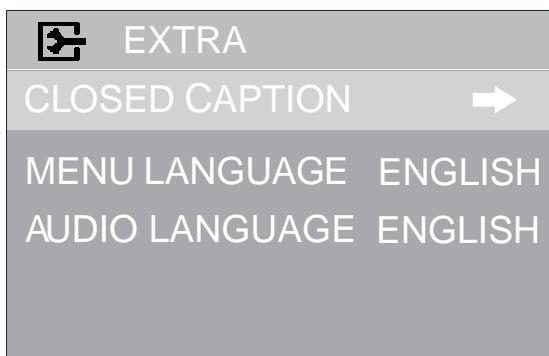 EXTRA
CLOSED CAPTION
MENU LANGUAGE ENGLISH
AUDIO LANGUAGE ENGLISH